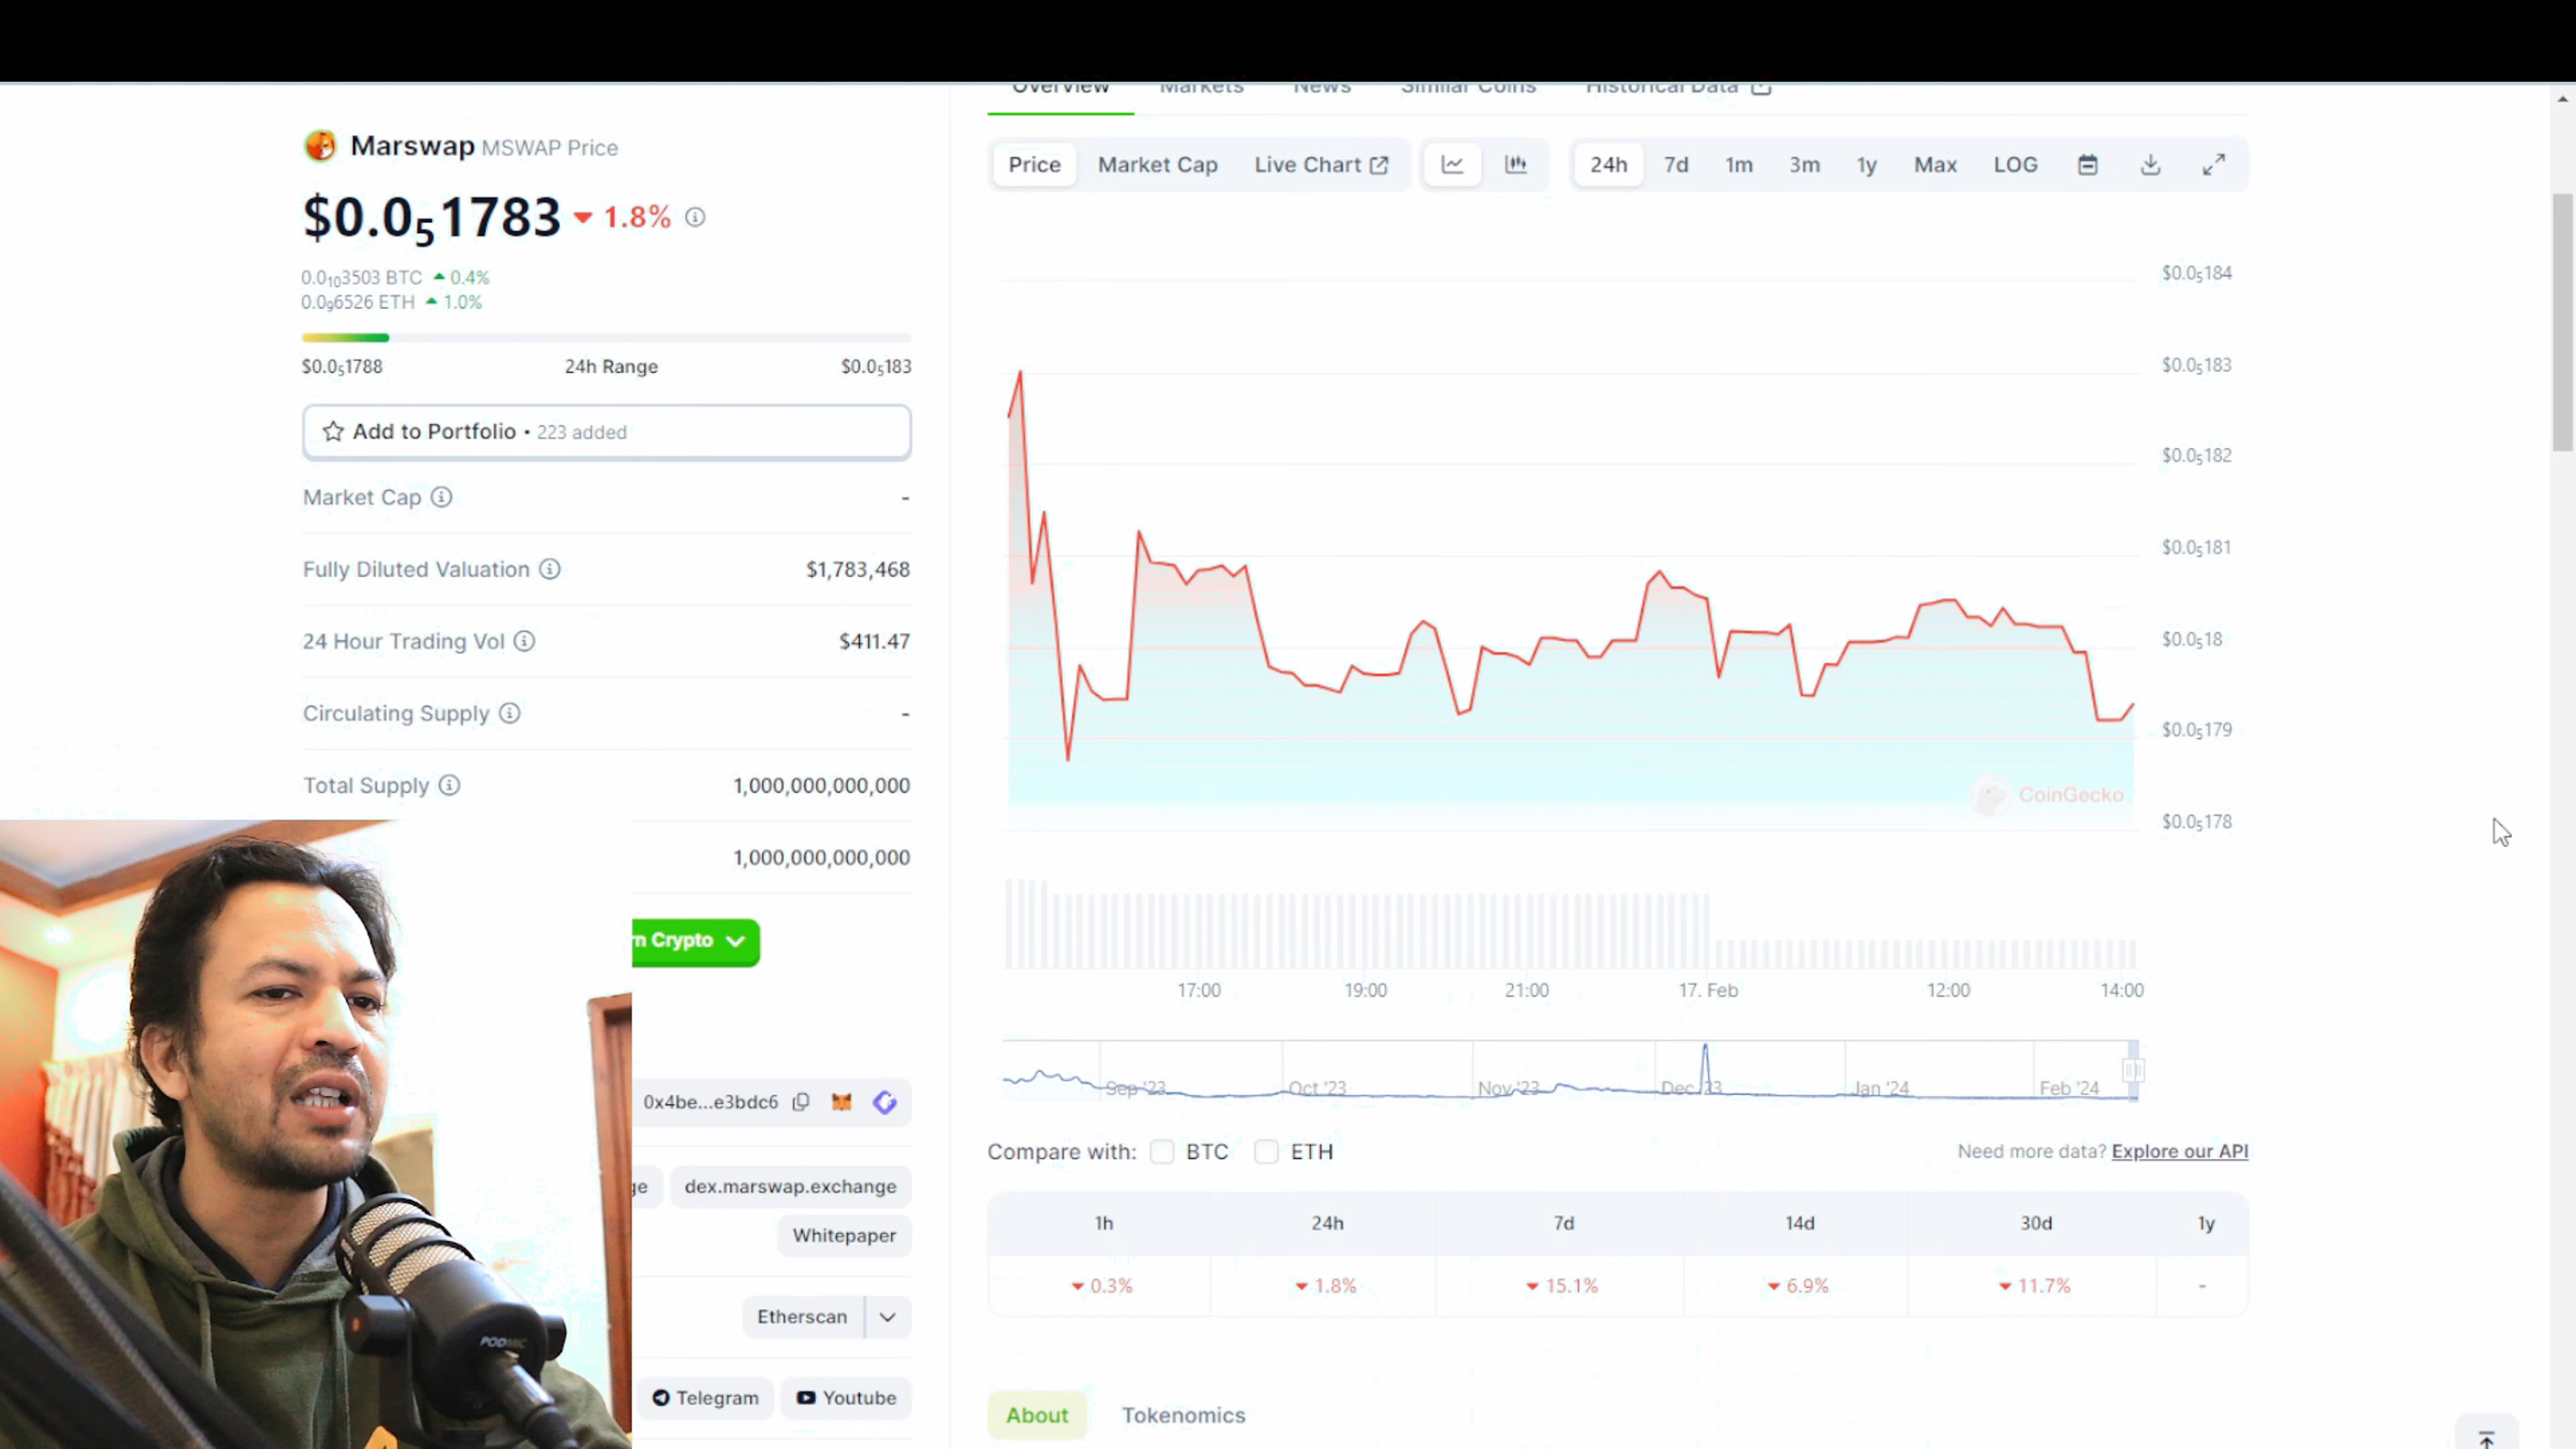 Overview Markets News Similar Coins Historical Data
Marswap MSWAP Price
$0.0₅1783 1.8%
0.0₁₀3503 BTC 0.4%
0.0₉6526 ETH 1.0%
$0.0₅1788 24h Range $0.0₅183
Add to Portfolio • 223 added
Market Cap -
Fully Diluted Valuation $1,783,468
24 Hour Trading Vol $411.47
Circulating Supply -
Total Supply 1,000,000,000,000
1,000,000,000,000
n Crypto
0x4be...e3bdc6
ge dex.marswap.exchange
Whitepaper
Etherscan
Telegram Youtube
PODMIC
Price Market Cap Live Chart 24h 7d 1m 3m 1y Max LOG
$0.0₅184
$0.0₅183
$0.0₅182
$0.0₅181
$0.0₅18
$0.0₅179
CoinGecko
$0.0₅178
17:00 19:00 21:00 17. Feb 12:00 14:00
Sep '23 Oct '23 Nov '23 Dec '23 Jan '24 Feb '24
Compare with: BTC ETH Need more data? Explore our API
1h 24h 7d 14d 30d 1y
0.3% 1.8% 15.1% 6.9% 11.7% -
About Tokenomics